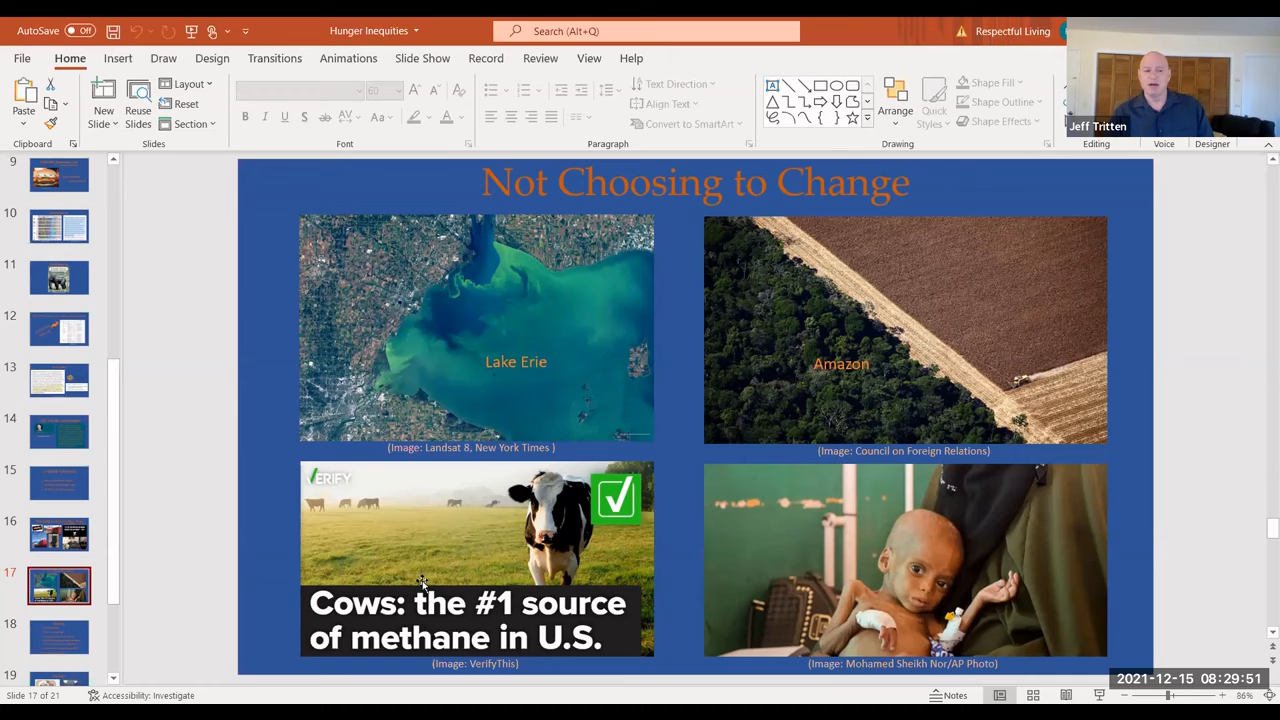 AutoSave Off Hunger Inequities Search (Alt+Q) Respectful Living
File Home Insert Draw Design Transitions Animations Slide Show Record Review View Help
Paste New Slide Reuse Slides Layout Reset Section 60 Text Direction Align Text Convert to SmartArt Arrange Quick Styles Shape Fill Shape Outline Shape Effects
Jeff Tritten
Clipboard Slides Font Paragraph Drawing Editing Voice Designer
Not Choosing to Change
Lake Erie
Amazon
(Image: Landsat 8, New York Times )
(Image: Council on Foreign Relations)
VERIFY
Cows: the #1 source
of methane in U.S.
(Image: VerifyThis)
(Image: Mohamed Sheikh Nor/AP Photo)
9
10
11
12
13
14
15
16
17
18
19
2021-12-15 08:29:51
Slide 17 of 21 Accessibility: Investigate Notes 86%